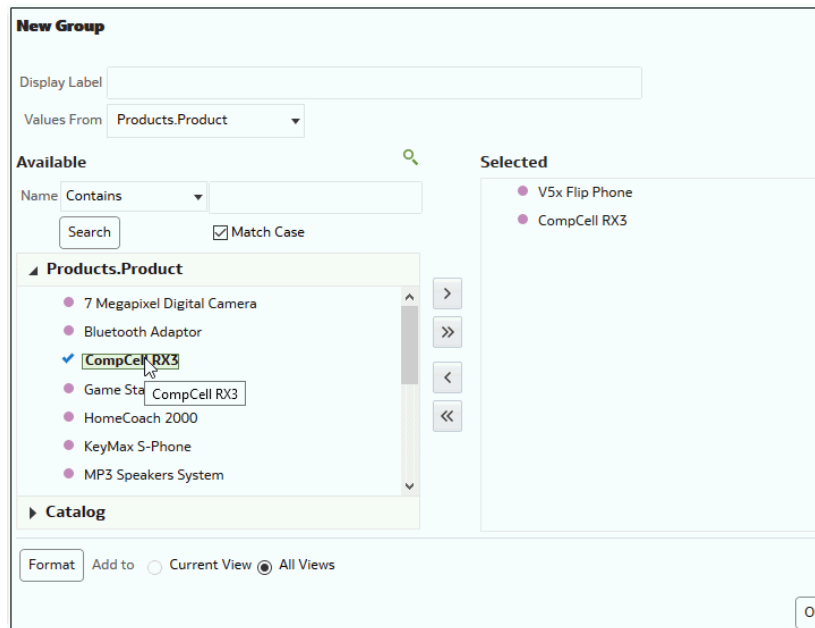 New Group
Display Label
Values From Products.Product
Available
Selected
Name Contains
Search Match Case
V5x Flip Phone
CompCell RX3
Products.Product
7 Megapixel Digital Camera
Bluetooth Adaptor
CompCell RX3
Game Sta
CompCell RX3
HomeCoach 2000
KeyMax S-Phone
MP3 Speakers System
Catalog
Format Add to Current View All Views